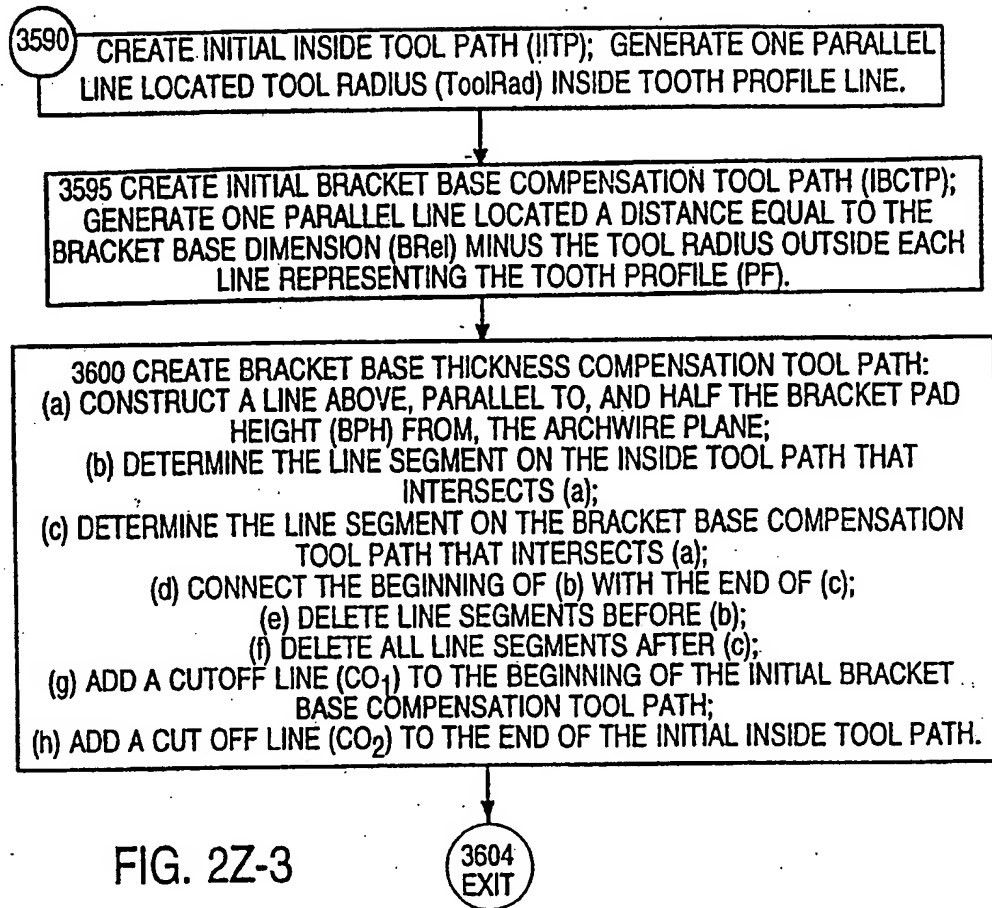 3590 CREATE INITIAL INSIDE TOOL PATH (IITP); GENERATE ONE PARALLEL
LINE LOCATED TOOL RADIUS (ToolRad) INSIDE TOOTH PROFILE LINE.
3595 CREATE INITIAL BRACKET BASE COMPENSATION TOOL PATH (IBCTP);
GENERATE ONE PARALLEL LINE LOCATED A DISTANCE EQUAL TO THE
BRACKET BASE DIMENSION (BRel) MINUS THE TOOL RADIUS OUTSIDE EACH
LINE REPRESENTING THE TOOTH PROFILE (PF).
3600 CREATE BRACKET BASE THICKNESS COMPENSATION TOOL PATH:
(a) CONSTRUCT A LINE ABOVE, PARALLEL TO, AND HALF THE BRACKET PAD
HEIGHT (BPH) FROM, THE ARCHWIRE PLANE;
(b) DETERMINE THE LINE SEGMENT ON THE INSIDE TOOL PATH THAT
INTERSECTS (a);
(c) DETERMINE THE LINE SEGMENT ON THE BRACKET BASE COMPENSATION
TOOL PATH THAT INTERSECTS (a);
(d) CONNECT THE BEGINNING OF (b) WITH THE END OF (c);
(e) DELETE LINE SEGMENTS BEFORE (b);
(f) DELETE ALL LINE SEGMENTS AFTER (c);
(g) ADD A CUTOFF LINE (CO₁) TO THE BEGINNING OF THE INITIAL BRACKET
BASE COMPENSATION TOOL PATH;
(h) ADD A CUT OFF LINE (CO₂) TO THE END OF THE INITIAL INSIDE TOOL PATH.
3604
EXIT
FIG. 2Z-3